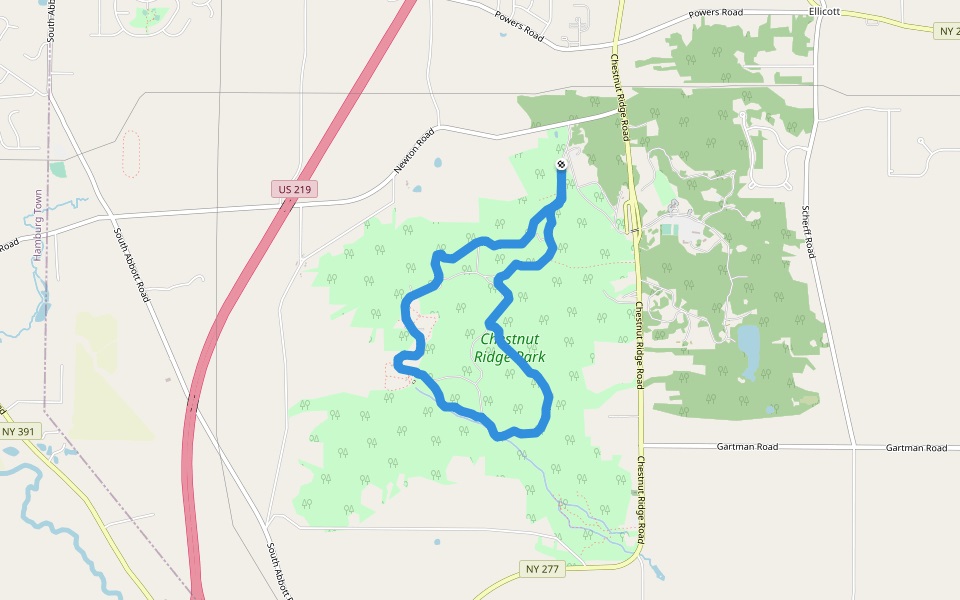 South Abbott Road
Powers Road
Powers Road
Ellicott
NY 2
Chestnut Ridge Road
Newton Road
US 219
Hamburg Town
Road
South Abbott Road
Scherff Road
Chestnut Ridge Road
Chestnut
Ridge Park
NY 391
Gartman Road
Gartman Road
Chestnut Ridge Road
South Abbott R
NY 277